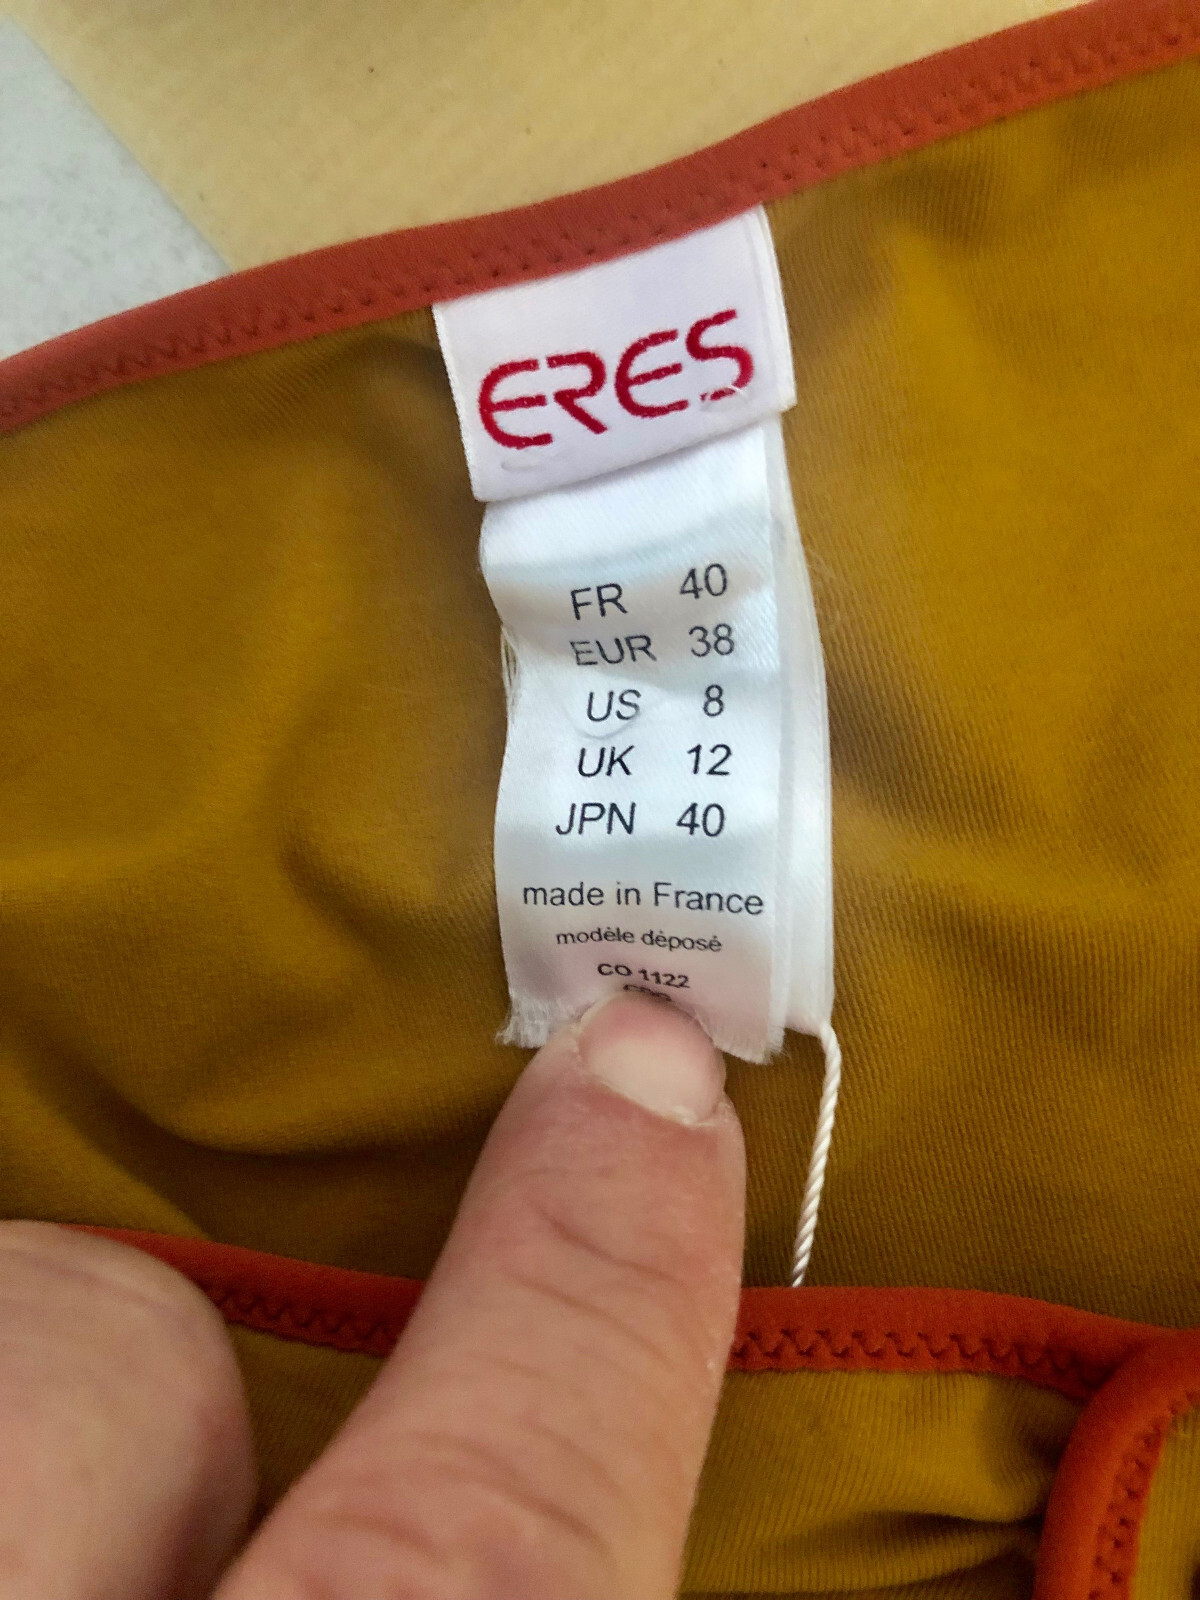 ERES
FR 40
EUR 38
US 8
UK 12
JPN 40
made in France
modèle déposé
CO 1122